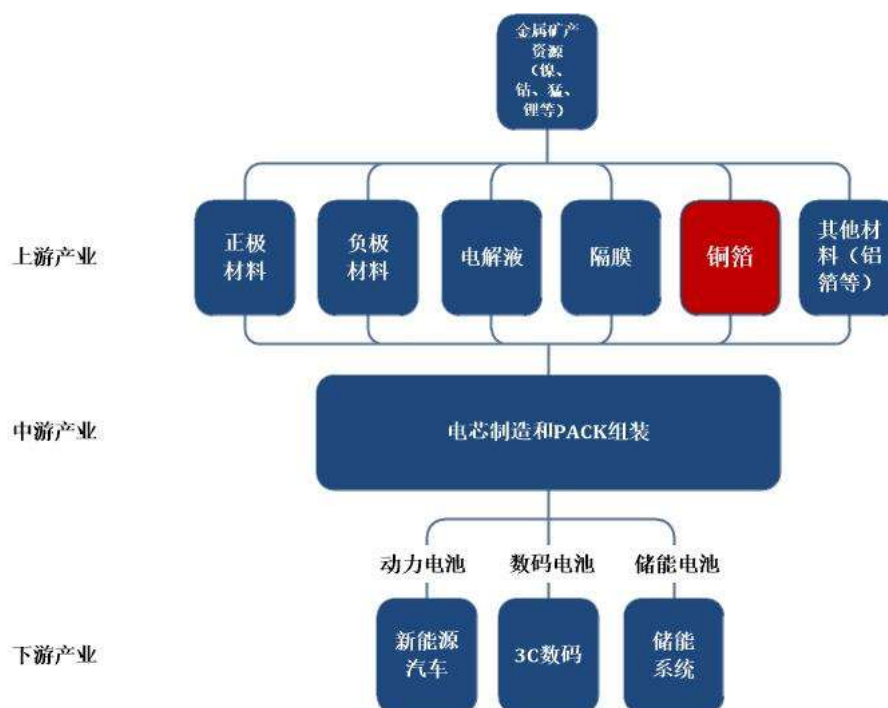 金属矿产
资源
（镍、
钴、猛、
锂等）
上游产业
正极
材料
负极
材料
电解液
隔膜
铜箔
其他材
料（铝
箔等）
中游产业
电芯制造和PACK组装
动力电池
数码电池
储能电池
下游产业
新能源
汽车
3C数码
储能
系统